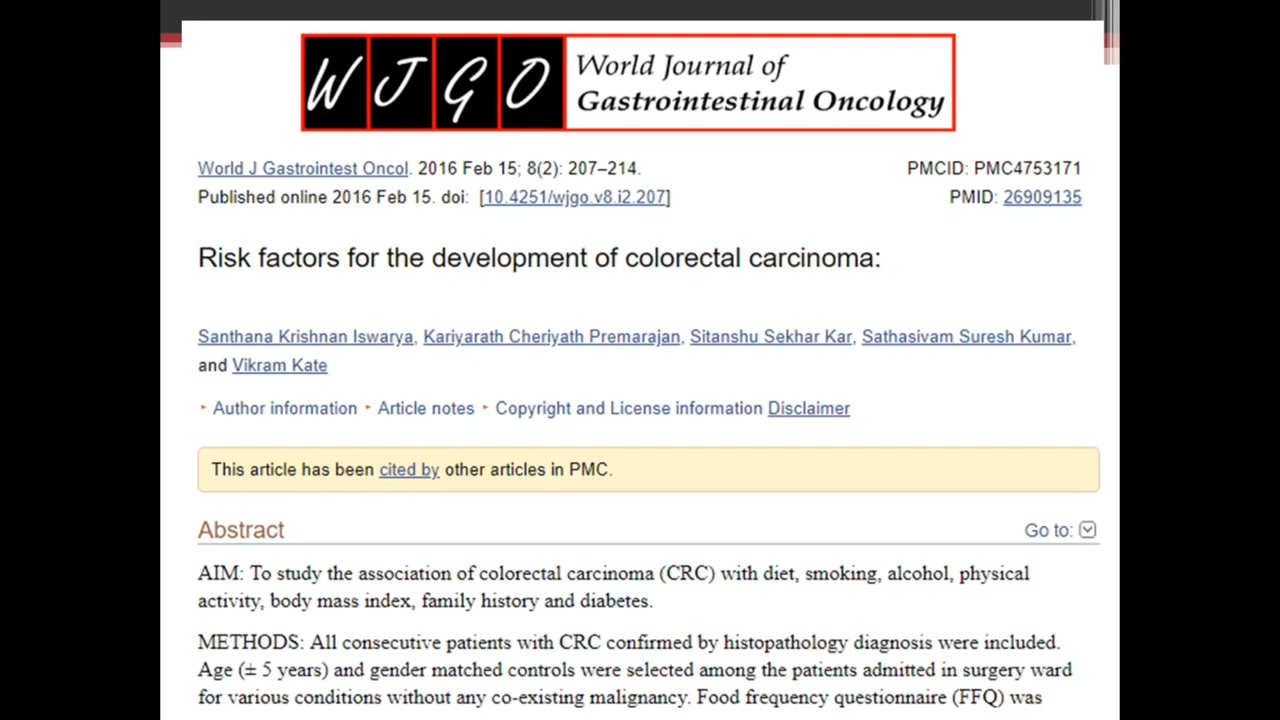 WJGO World Journal of
Gastrointestinal Oncology
World J Gastrointest Oncol. 2016 Feb 15; 8(2): 207–214. PMCID: PMC4753171
Published online 2016 Feb 15. doi: [10.4251/wjgo.v8.i2.207] PMID: 26909135
Risk factors for the development of colorectal carcinoma:
Santhana Krishnan Iswarya, Kariyarath Cheriyath Premarajan, Sitanshu Sekhar Kar, Sathasivam Suresh Kumar,
and Vikram Kate
‣ Author information ‣ Article notes ‣ Copyright and License information Disclaimer
This article has been cited by other articles in PMC.
Abstract Go to:
AIM: To study the association of colorectal carcinoma (CRC) with diet, smoking, alcohol, physical
activity, body mass index, family history and diabetes.
METHODS: All consecutive patients with CRC confirmed by histopathology diagnosis were included.
Age (± 5 years) and gender matched controls were selected among the patients admitted in surgery ward
for various conditions without any co-existing malignancy. Food frequency questionnaire (FFQ) was